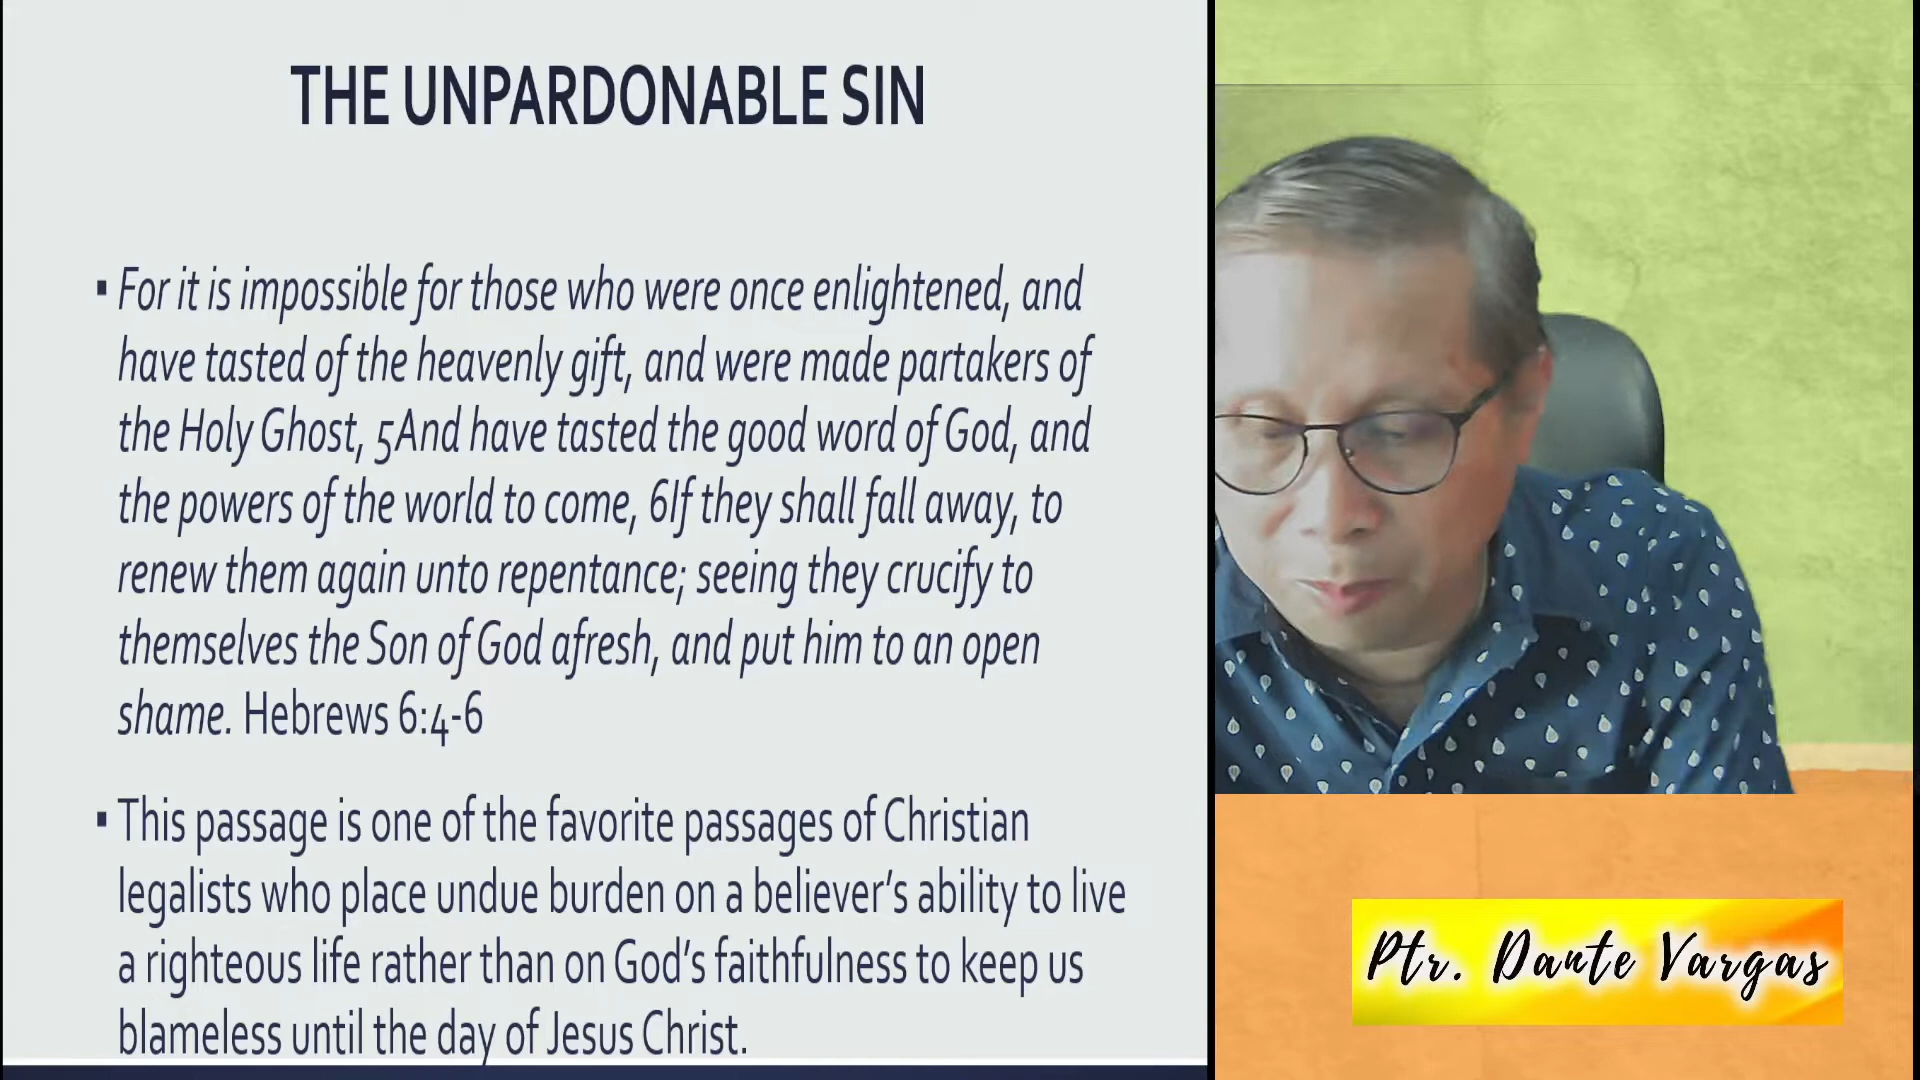 THE UNPARDONABLE SIN
▪ For it is impossible for those who were once enlightened, and
have tasted of the heavenly gift, and were made partakers of
the Holy Ghost, 5And have tasted the good word of God, and
the powers of the world to come, 6If they shall fall away, to
renew them again unto repentance; seeing they crucify to
themselves the Son of God afresh, and put him to an open
shame. Hebrews 6:4-6
▪ This passage is one of the favorite passages of Christian
legalists who place undue burden on a believer’s ability to live
a righteous life rather than on God’s faithfulness to keep us
blameless until the day of Jesus Christ.
Ptr. Dante Vargas